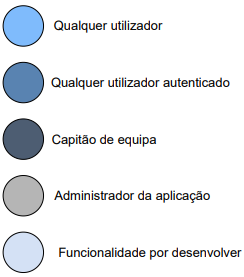 Qualquer utilizador
Qualquer utilizador autenticado
Capitão de equipa
Administrador da aplicação
Funcionalidade por desenvolver